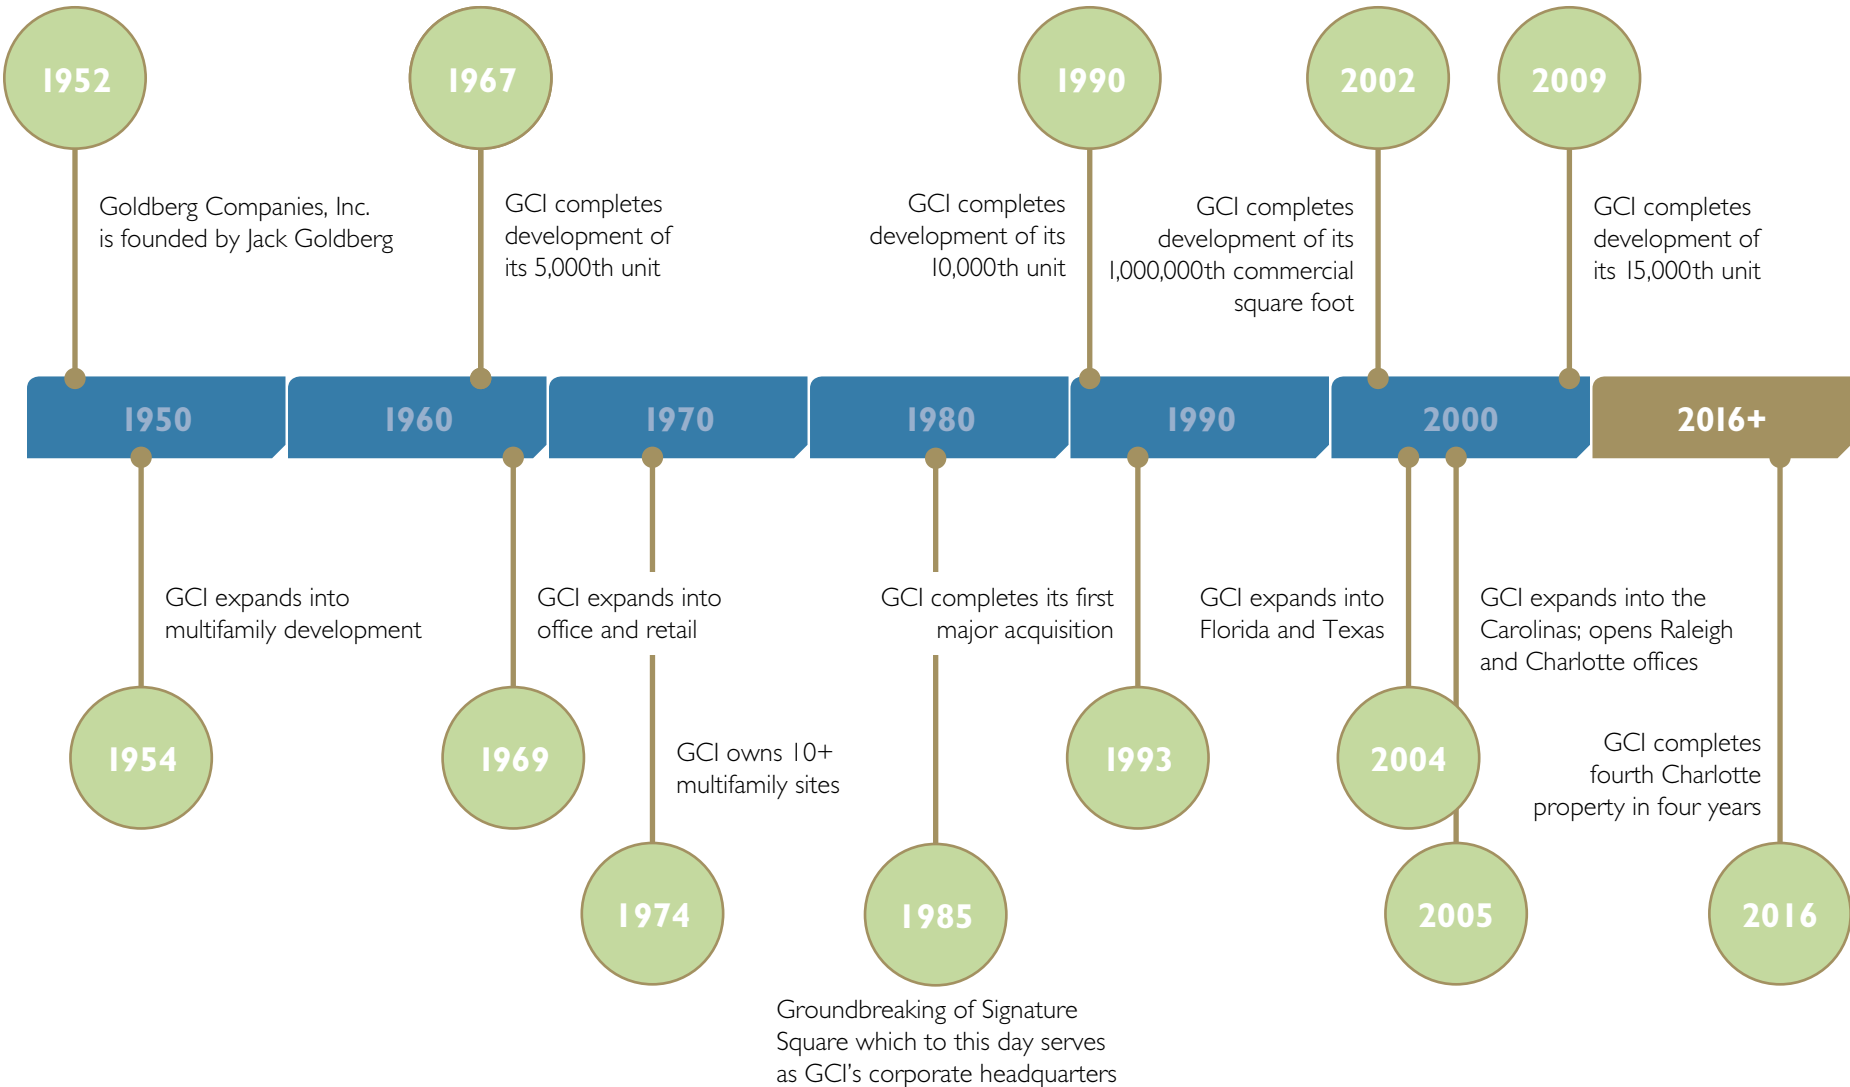 1952
1967
1990
2002
2009
Goldberg Companies, Inc.
is founded by Jack Goldberg
GCI completes
development of
its 5,000th unit
GCI completes
development of its
10,000th unit
GCI completes
development of its
1,000,000th commercial
square foot
GCI completes
development of
its 15,000th unit
1950
1960
1970
1980
1990
2000
2016+
GCI expands into
multifamily development
GCI expands into
office and retail
GCI completes its first
major acquisition
GCI expands into
Florida and Texas
GCI expands into the
Carolinas; opens Raleigh
and Charlotte offices
1954
1969
GCI owns 10+
multifamily sites
1993
2004
GCI completes
fourth Charlotte
property in four years
1974
1985
2005
2016
Groundbreaking of Signature
Square which to this day serves
as GCI's corporate headquarters